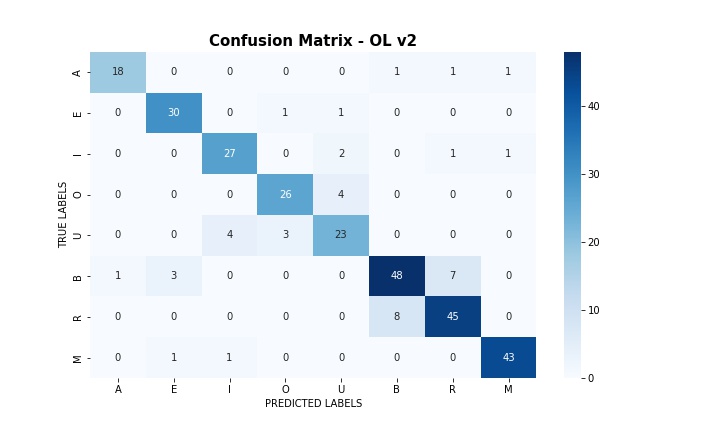 Confusion Matrix - OL v2
TRUE LABELS
A 18 0 0 0 0 1 1 1
E 0 30 0 1 1 0 0 0
I 0 0 27 0 2 0 1 1
O 0 0 0 26 4 0 0 0
U 0 0 4 3 23 0 0 0
B 1 3 0 0 0 48 7 0
R 0 0 0 0 0 8 45 0
M 0 1 1 0 0 0 0 43
A E I O U B R M
PREDICTED LABELS
40
30
20
10
0